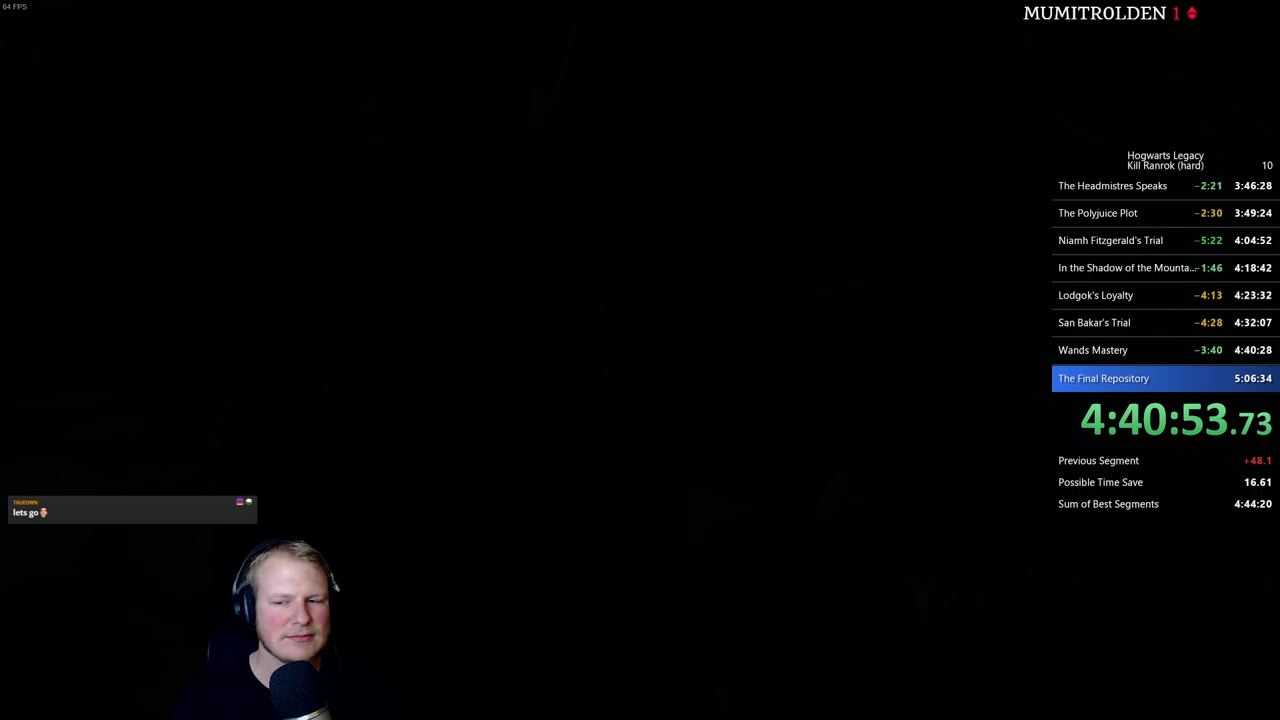 64 FPS
MUMITR0LDEN 1
Hogwarts Legacy
Kill Ranrok (hard) 10
The Headmistres Speaks −2:21 3:46:28
The Polyjuice Plot −2:30 3:49:24
Niamh Fitzgerald's Trial −5:22 4:04:52
In the Shadow of the Mounta... −1:46 4:18:42
Lodgok's Loyalty −4:13 4:23:32
San Bakar's Trial −4:28 4:32:07
Wands Mastery −3:40 4:40:28
The Final Repository 5:06:34
4:40:53.73
Previous Segment +48.1
Possible Time Save 16.61
Sum of Best Segments 4:44:20
TRUEOWN
lets go